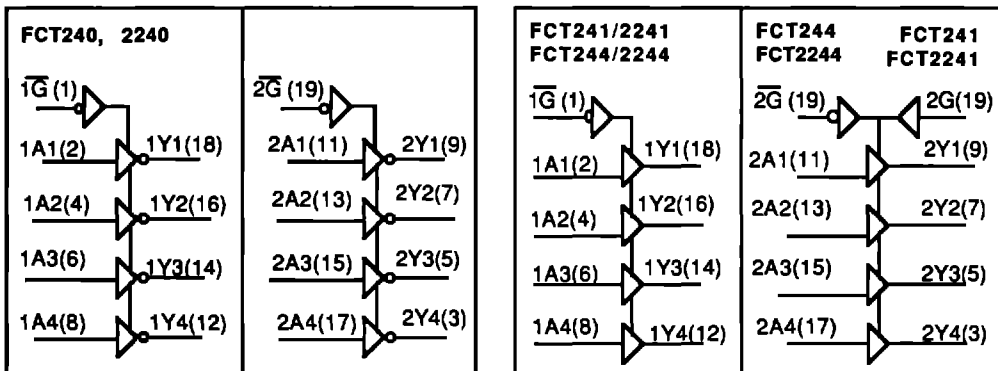 FCT240, 2240
1G (1)
1A1(2)
1Y1(18)
1A2(4)
1Y2(16)
1A3(6)
1Y3(14)
1A4(8)
1Y4(12)
2G (19)
2A1(11)
2Y1(9)
2A2(13)
2Y2(7)
2A3(15)
2Y3(5)
2A4(17)
2Y4(3)
FCT241/2241
FCT244/2244
1G (1)
1A1(2)
1Y1(18)
1A2(4)
1Y2(16)
1A3(6)
1Y3(14)
1A4(8)
1Y4(12)
FCT244
FCT2244
FCT241
FCT2241
2G (19)
2G(19)
2A1(11)
2Y1(9)
2A2(13)
2Y2(7)
2A3(15)
2Y3(5)
2A4(17)
2Y4(3)